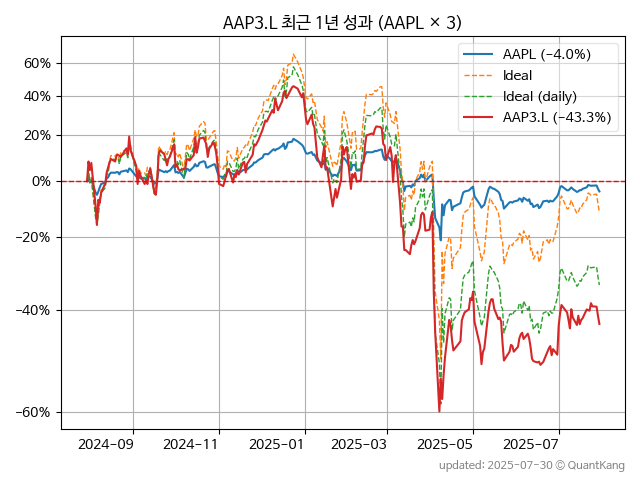 AAP3.L 최근 1년 성과 (AAPL × 3)
AAPL (−4.0%)
Ideal
Ideal (daily)
AAP3.L (−43.3%)
60%
40%
20%
0%
−20%
−40%
−60%
2024-09 2024-11 2025-01 2025-03 2025-05 2025-07
updated: 2025-07-30 © QuantKang